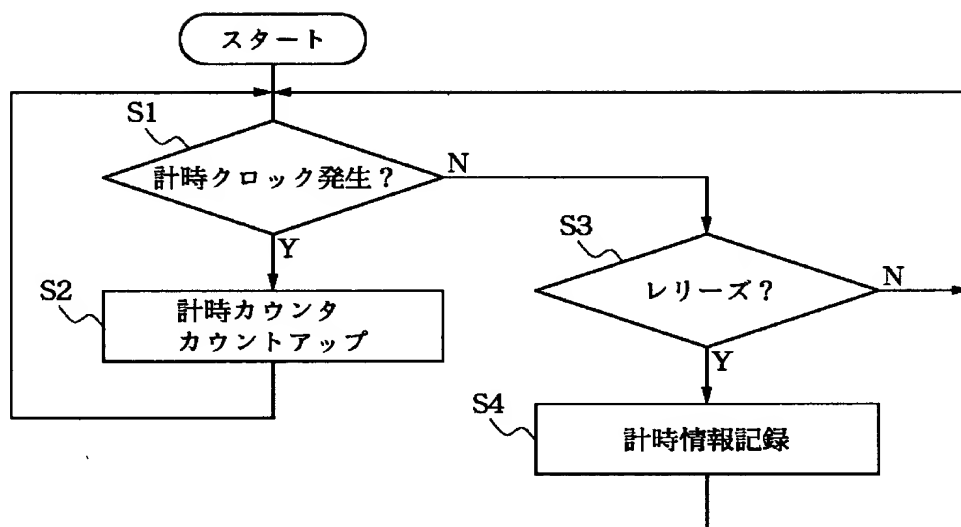 スタート
S1
計時クロック発生？
N
Y
S2
計時カウンタ
カウントアップ
S3
レリーズ？
N
Y
S4
計時情報記録